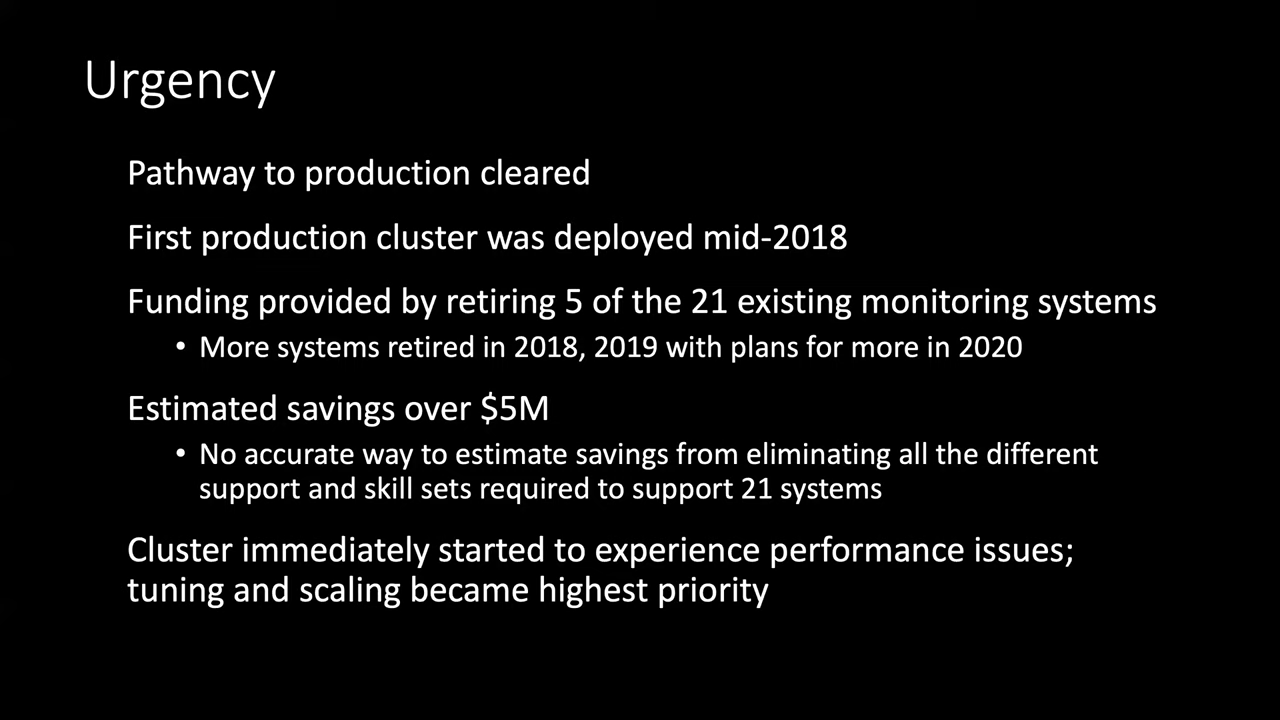 Urgency
Pathway to production cleared
First production cluster was deployed mid-2018
Funding provided by retiring 5 of the 21 existing monitoring systems
• More systems retired in 2018, 2019 with plans for more in 2020
Estimated savings over $5M
• No accurate way to estimate savings from eliminating all the different
support and skill sets required to support 21 systems
Cluster immediately started to experience performance issues;
tuning and scaling became highest priority